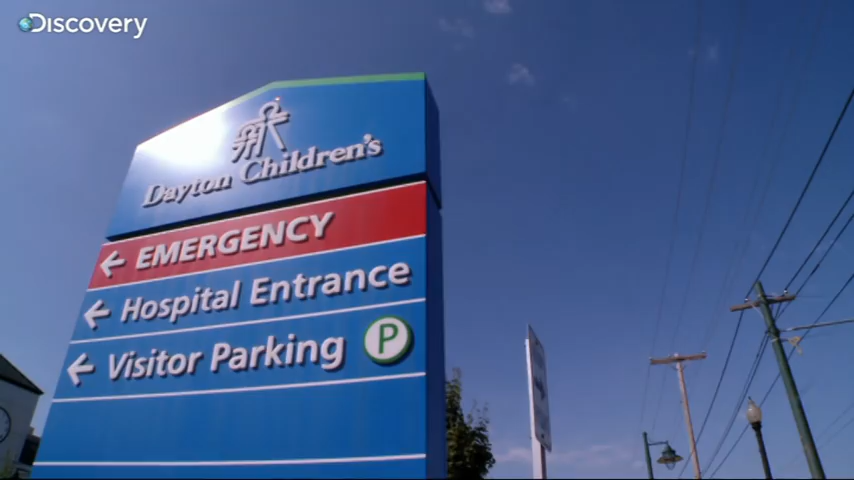 Discovery
Dayton Children's
EMERGENCY
Hospital Entrance
Visitor Parking P